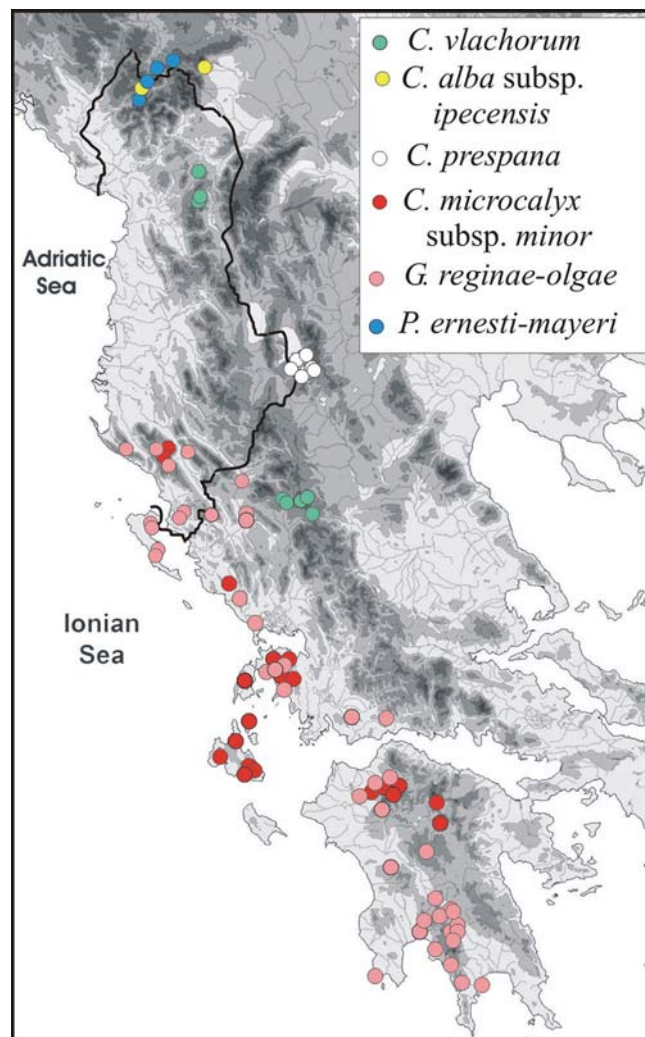 C. vlachorum
C. alba subsp.
ipecensis
C. prespana
C. microcalyx
subsp. minor
G. reginae-olgae
P. ernesti-mayeri
Adriatic
Sea
Ionian
Sea